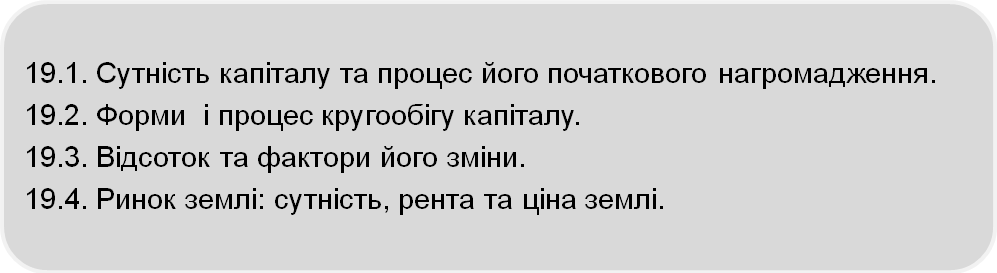 19.1. Сутність капіталу та процес його початкового нагромадження.
19.2. Форми  і процес кругообігу капіталу.
19.3. Відсоток та фактори його зміни.
19.4. Ринок землі: сутність, рента та ціна землі.